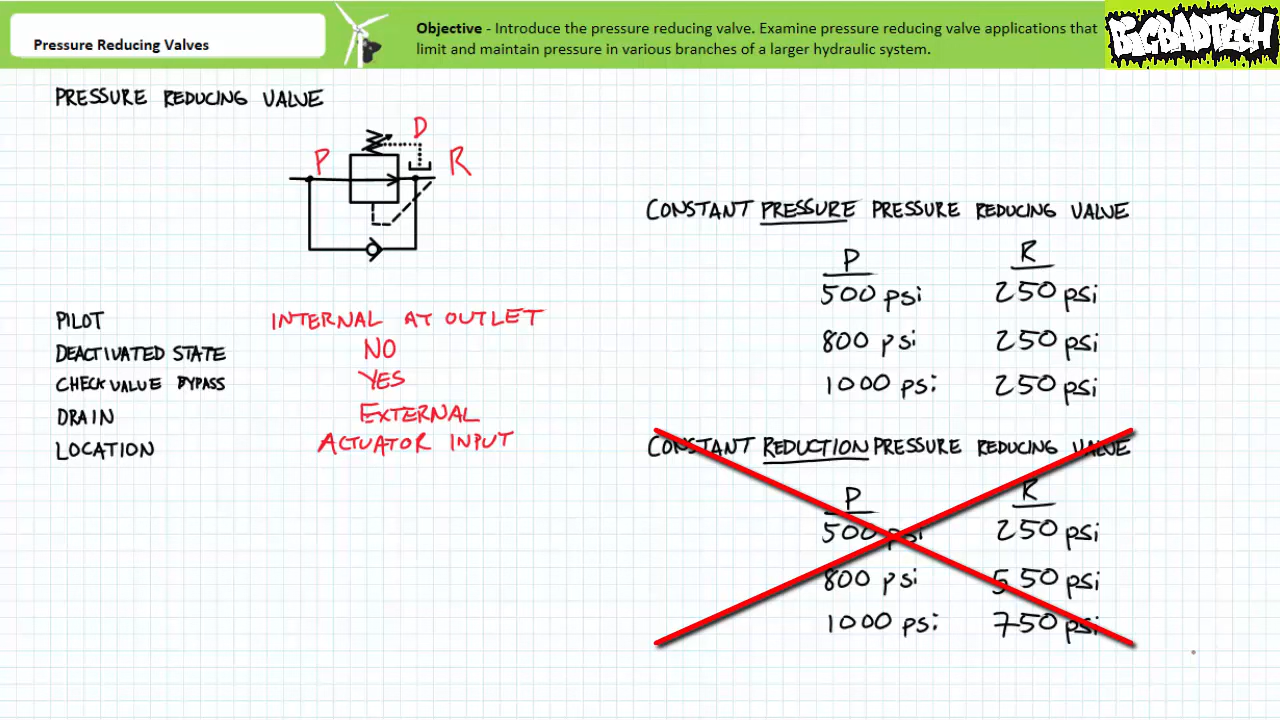 Pressure Reducing Valves
Objective - Introduce the pressure reducing valve. Examine pressure reducing valve applications that
limit and maintain pressure in various branches of a larger hydraulic system.
BIGBADTECH
PRESSURE REDUCING VALVE
D
P
R
PILOT INTERNAL AT OUTLET
DEACTIVATED STATE NO
CHECK VALVE BYPASS YES
DRAIN EXTERNAL
LOCATION ACTUATOR INPUT
CONSTANT PRESSURE PRESSURE REDUCING VALVE
P R
500 psi 250 psi
800 psi 250 psi
1000 psi 250 psi
CONSTANT REDUCTION PRESSURE REDUCING VALVE
P R
500 psi 250 psi
800 psi 550 psi
1000 psi 750 psi